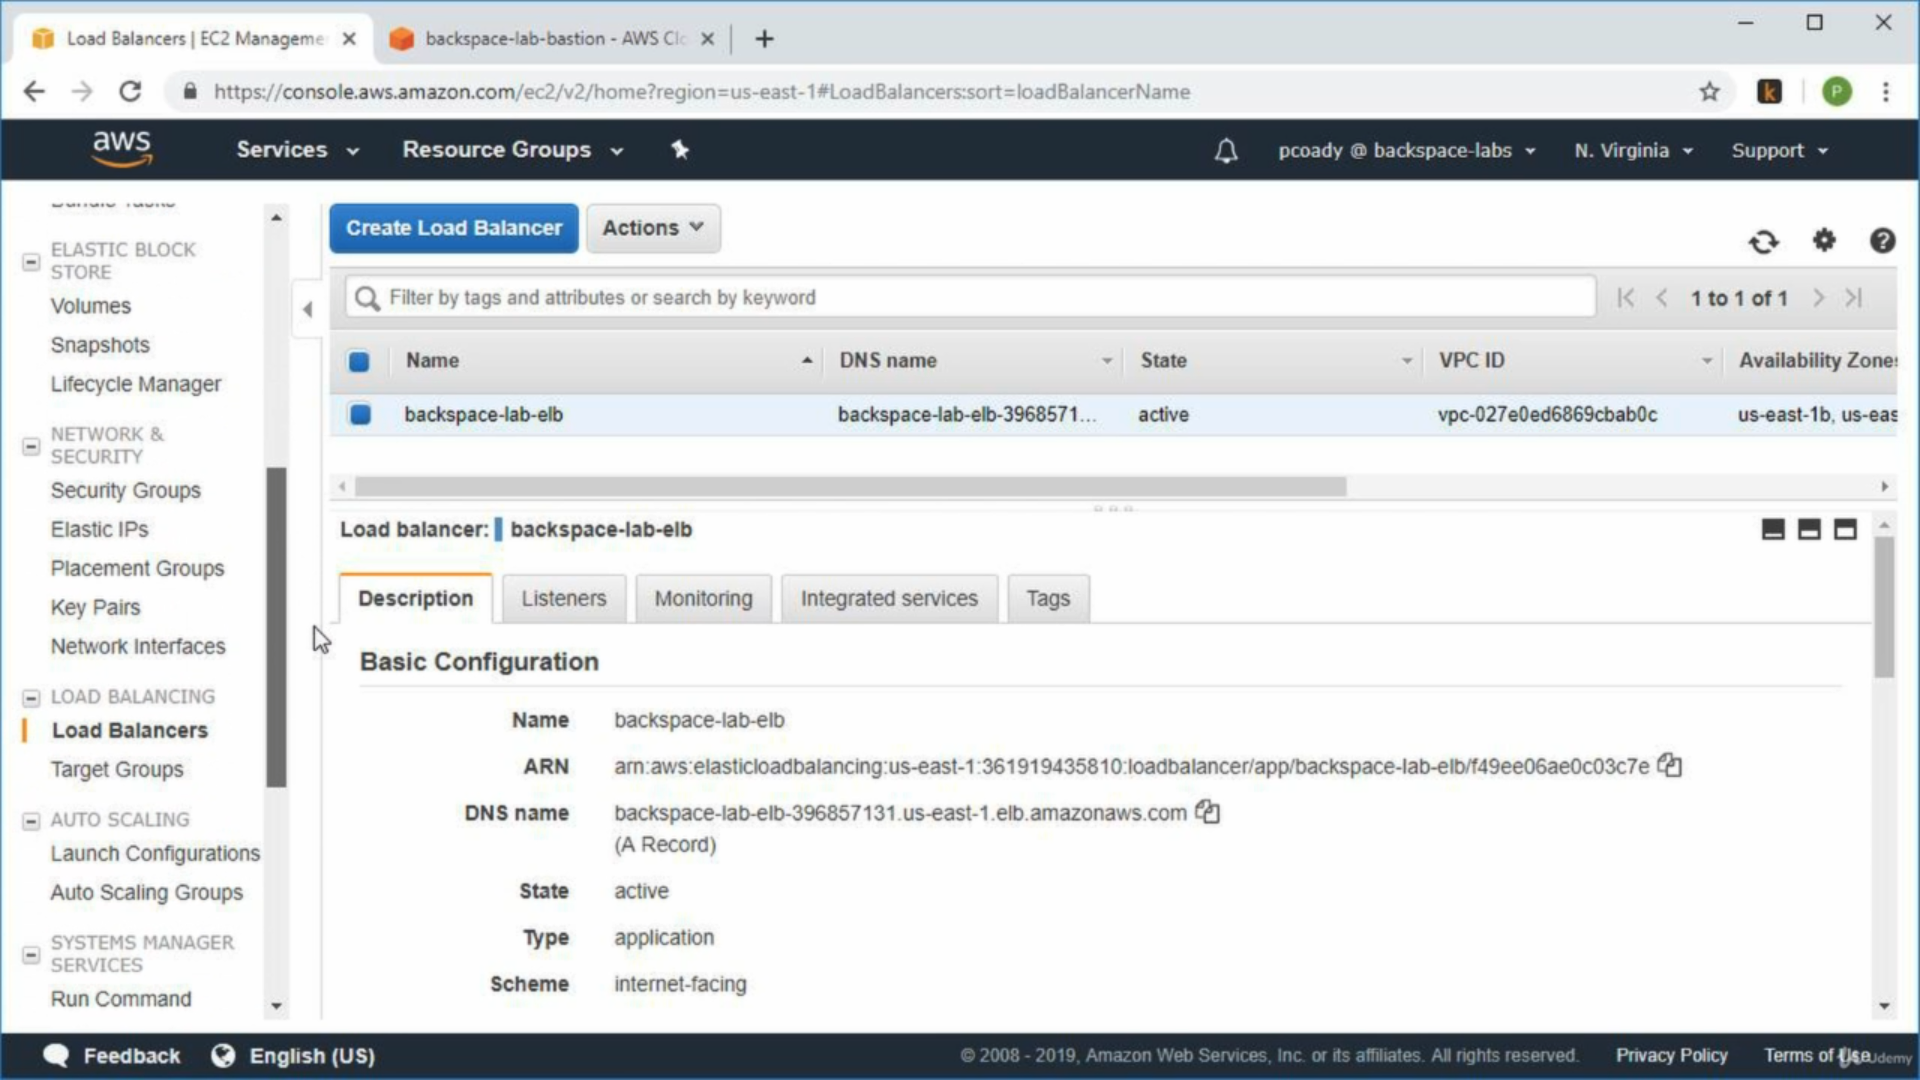 Load Balancers | EC2 Manageme
backspace-lab-bastion - AWS Clo
https://console.aws.amazon.com/ec2/v2/home?region=us-east-1#LoadBalancers:sort=loadBalancerName
k
P
aws
Services
Resource Groups
pcoady @ backspace-labs
N. Virginia
Support
Bundle Tasks
ELASTIC BLOCK
STORE
Volumes
Snapshots
Lifecycle Manager
NETWORK &
SECURITY
Security Groups
Elastic IPs
Placement Groups
Key Pairs
Network Interfaces
LOAD BALANCING
Load Balancers
Target Groups
AUTO SCALING
Launch Configurations
Auto Scaling Groups
SYSTEMS MANAGER
SERVICES
Run Command
Create Load Balancer
Actions
Filter by tags and attributes or search by keyword
1 to 1 of 1
Name DNS name State VPC ID Availability Zones
backspace-lab-elb backspace-lab-elb-3968571... active vpc-027e0ed6869cbab0c us-east-1b, us-eas
Load balancer: backspace-lab-elb
Description
Listeners
Monitoring
Integrated services
Tags
Basic Configuration
Name backspace-lab-elb
ARN arn:aws:elasticloadbalancing:us-east-1:361919435810:loadbalancer/app/backspace-lab-elb/f49ee06ae0c03c7e
DNS name backspace-lab-elb-396857131.us-east-1.elb.amazonaws.com
(A Record)
State active
Type application
Scheme internet-facing
Feedback
English (US)
© 2008 - 2019, Amazon Web Services, Inc. or its affiliates. All rights reserved.
Privacy Policy
Terms of Use
Udemy